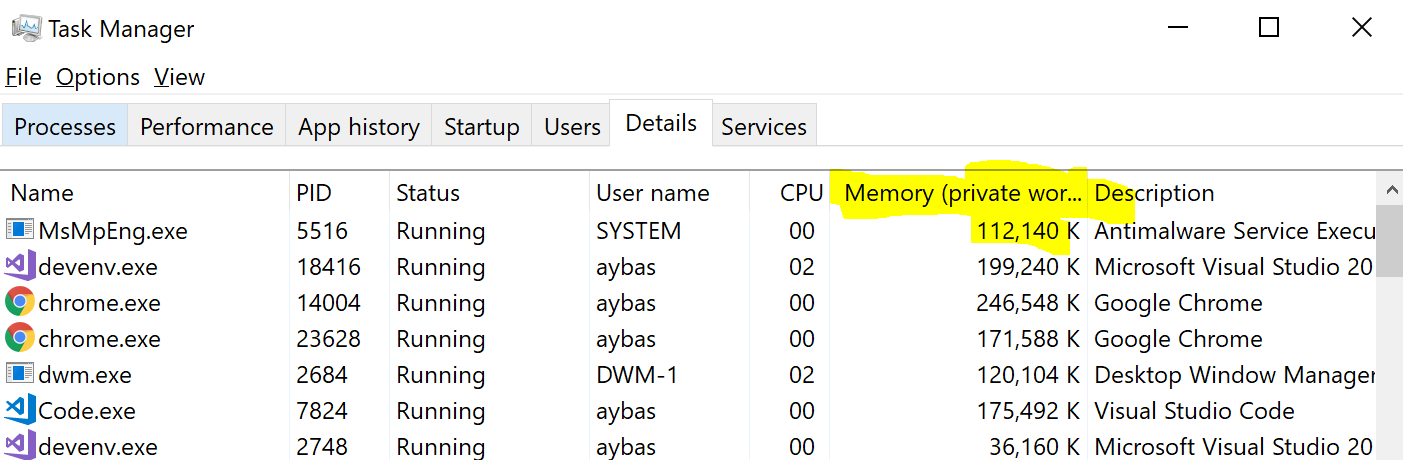 Task Manager
File Options View
Processes Performance App history Startup Users Details Services
Name PID Status User name CPU Memory (private wor... Description
MsMpEng.exe 5516 Running SYSTEM 00 112,140 K Antimalware Service Execu
devenv.exe 18416 Running aybas 02 199,240 K Microsoft Visual Studio 20
chrome.exe 14004 Running aybas 00 246,548 K Google Chrome
chrome.exe 23628 Running aybas 00 171,588 K Google Chrome
dwm.exe 2684 Running DWM-1 02 120,104 K Desktop Window Manager
Code.exe 7824 Running aybas 00 175,492 K Visual Studio Code
devenv.exe 2748 Running aybas 00 36,160 K Microsoft Visual Studio 20